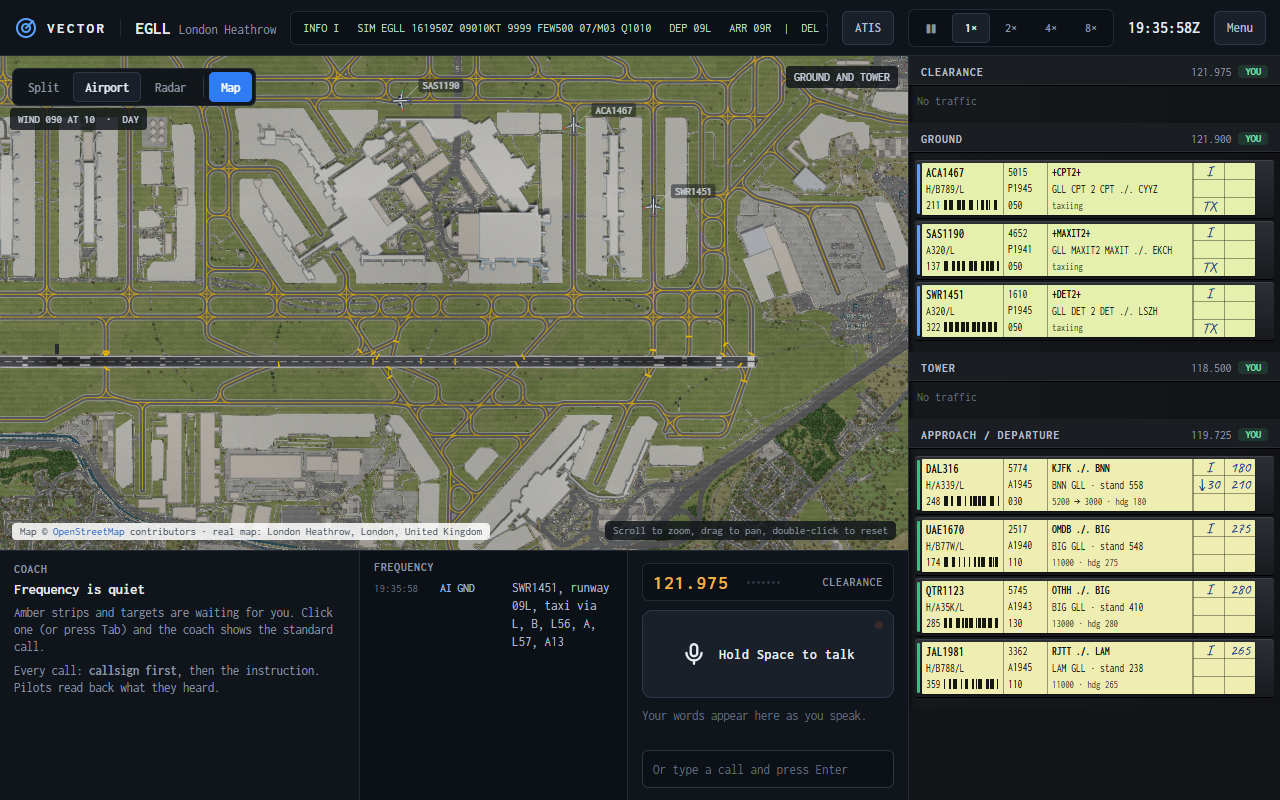 VECTOR
EGLL London Heathrow
INFO I SIM EGLL 161950Z 09010KT 9999 FEW500 07/M03 Q1010 DEP 09L ARR 09R | DEL
ATIS
1×
2×
4×
8×
19:35:58Z
Menu
Split
Airport
Radar
Map
WIND 090 AT 10 · DAY
GROUND AND TOWER
SAS1190
ACA1467
SWR1451
Map © OpenStreetMap contributors · real map: London Heathrow, London, United Kingdom
Scroll to zoom, drag to pan, double-click to reset
CLEARANCE 121.975 YOU
No traffic
GROUND 121.900 YOU
ACA1467 5015 +CPT2+ I
H/B789/L P1945 GLL CPT 2 CPT ./. CYYZ
211 050 taxiing TX
SAS1190 4652 +MAXIT2+ I
A320/L P1941 GLL MAXIT2 MAXIT ./. EKCH
137 050 taxiing TX
SWR1451 1610 +DET2+ I
A320/L P1945 GLL DET 2 DET ./. LSZH
322 050 taxiing TX
TOWER 118.500 YOU
No traffic
APPROACH / DEPARTURE 119.725 YOU
DAL316 5774 KJFK ./. BNN I 180
H/A339/L A1945 BNN GLL · stand 558 ↓30 210
248 030 5200 → 3000 · hdg 180
UAE1670 2517 OMDB ./. BIG I 275
H/B77W/L A1940 BIG GLL · stand 548
174 110 11000 · hdg 275
QTR1123 5745 OTHH ./. BIG I 280
H/A35K/L A1943 BIG GLL · stand 410
285 130 13000 · hdg 280
JAL1981 3362 RJTT ./. LAM I 265
H/B788/L A1945 LAM GLL · stand 238
359 110 11000 · hdg 265
COACH
Frequency is quiet
Amber strips and targets are waiting for you. Click
one (or press Tab) and the coach shows the standard
call.
Every call: callsign first, then the instruction.
Pilots read back what they heard.
FREQUENCY
19:35:58 AI GND SWR1451, runway
09L, taxi via
L, B, L56, A,
L57, A13
121.975 CLEARANCE
Hold Space to talk
Your words appear here as you speak.
Or type a call and press Enter